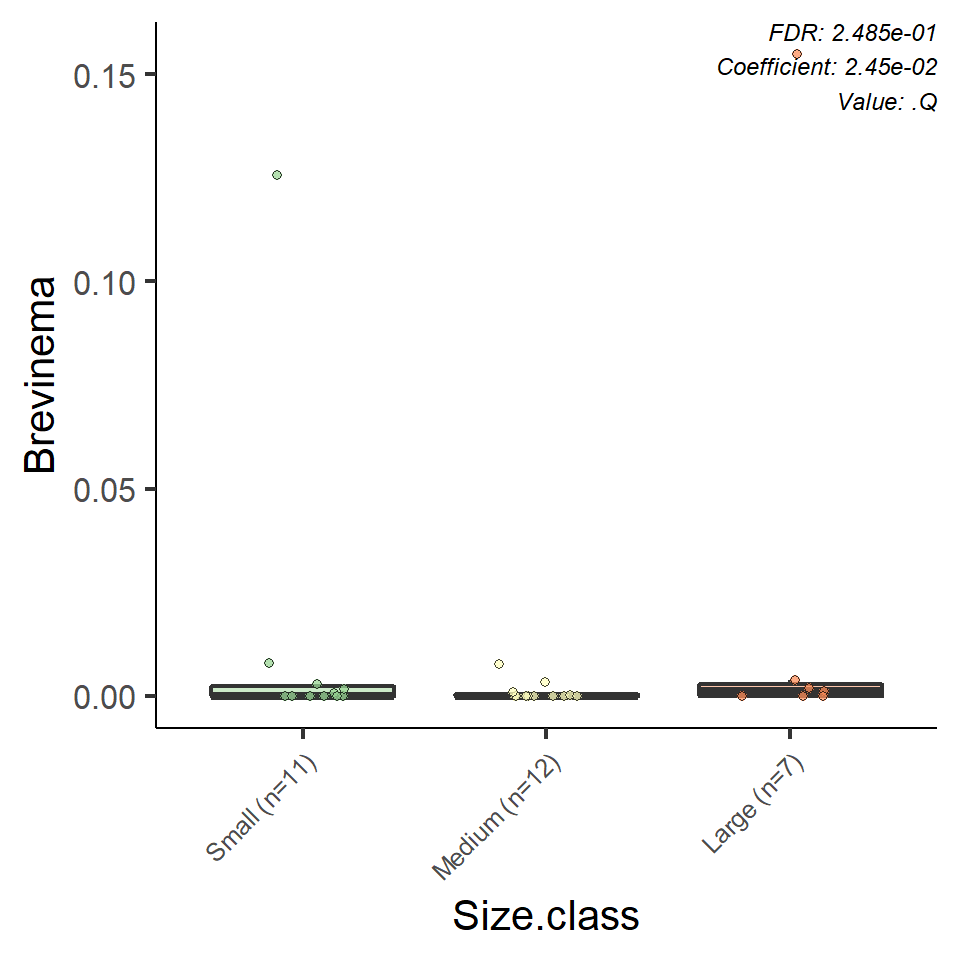 FDR: 2.485e-01
Coefficient: 2.45e-02
Value: .Q
0.15
0.10
0.05
0.00
Brevinema
Small (n=11)
Medium (n=12)
Large (n=7)
Size.class